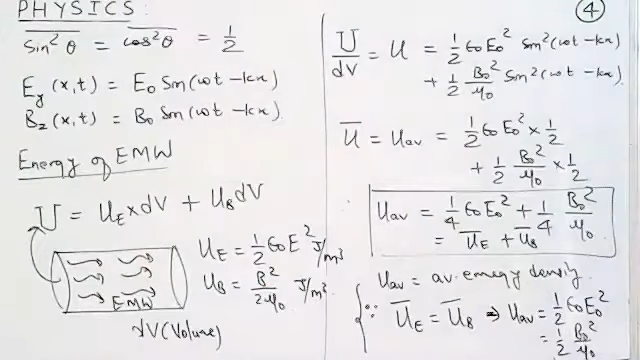 PHYSICS:
④
sin²θ̅ = cos²θ̅ = 1/2
Ey(x,t) = E₀ Sin(ωt - kx)
Bz(x,t) = B₀ Sin(ωt - kx)
Energy of EMW
U = UE x dV + UB dV
UE = 1/2 ϵ₀ E² J/m³
UB = B²/2μ₀ J/m³
EMW
dV (Volume)
U/dV = u = 1/2 ϵ₀ E₀² Sin²(ωt - kx)
+ 1/2 B₀²/μ₀ Sin²(ωt - kx)
U̅ = Uav = 1/2 ϵ₀ E₀² x 1/2
+ 1/2 B₀²/μ₀ x 1/2
Uav = 1/4 ϵ₀ E₀² + 1/4 B₀²/μ₀
= U̅E + U̅B
Uav = av. energy density.
∵ U̅E = U̅B ⇒ Uav = 1/2 ϵ₀ E₀²
= 1/2 B₀²/μ₀